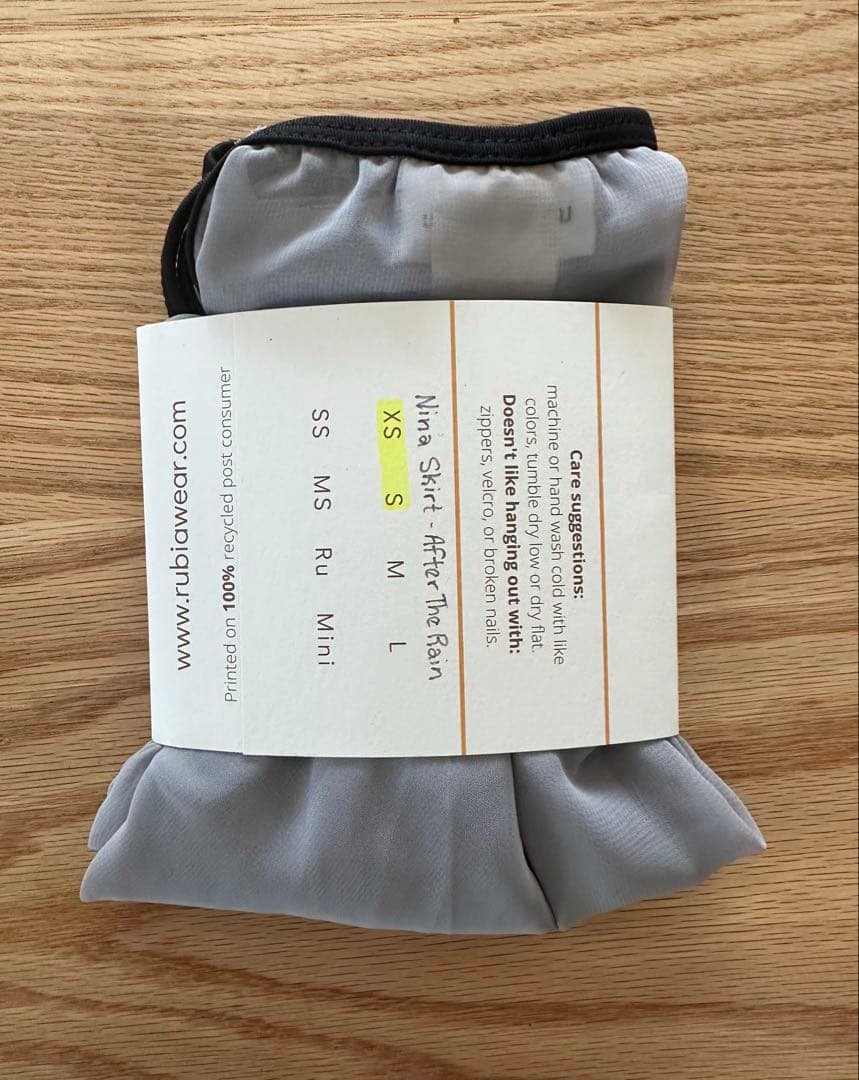 Care suggestions:
machine or hand wash cold with like
colors, tumble dry low or dry flat.
Doesn't like hanging out with:
zippers, velcro, or broken nails.
Nina Skirt - After The Rain
XS S M L
SS MS Ru Mini
Printed on 100% recycled post consumer
www.rubiawear.com